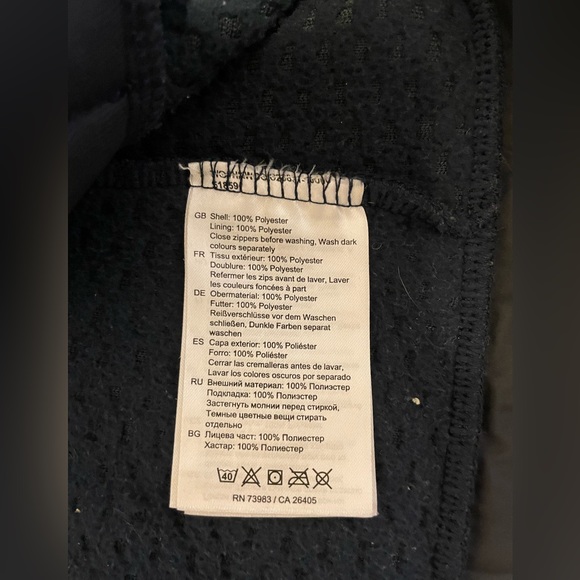 51859
GB Shell: 100% Polyester
Lining: 100% Polyester
Close zippers before washing, Wash dark
colours separately
FR Tissu extérieur: 100% Polyester
Doublure: 100% Polyester
Refermer les zips avant de laver, Laver
les couleurs foncées à part
DE Obermaterial: 100% Polyester
Futter: 100% Polyester
Reißverschlüsse vor dem Waschen
schließen, Dunkle Farben separat
waschen
ES Capa exterior: 100% Poliéster
Forro: 100% Poliéster
Cerrar las cremalleras antes de lavar,
Lavar los colores oscuros por separado
RU Внешний материал: 100% Полиэстер
Подкладка: 100% Полиэстер
Застегнуть молнии перед стиркой,
Темные цветные вещи стирать
отдельно
BG Лицева част: 100% Полиестер
Хастар: 100% Полиестер
40
RN 73983 / CA 26405